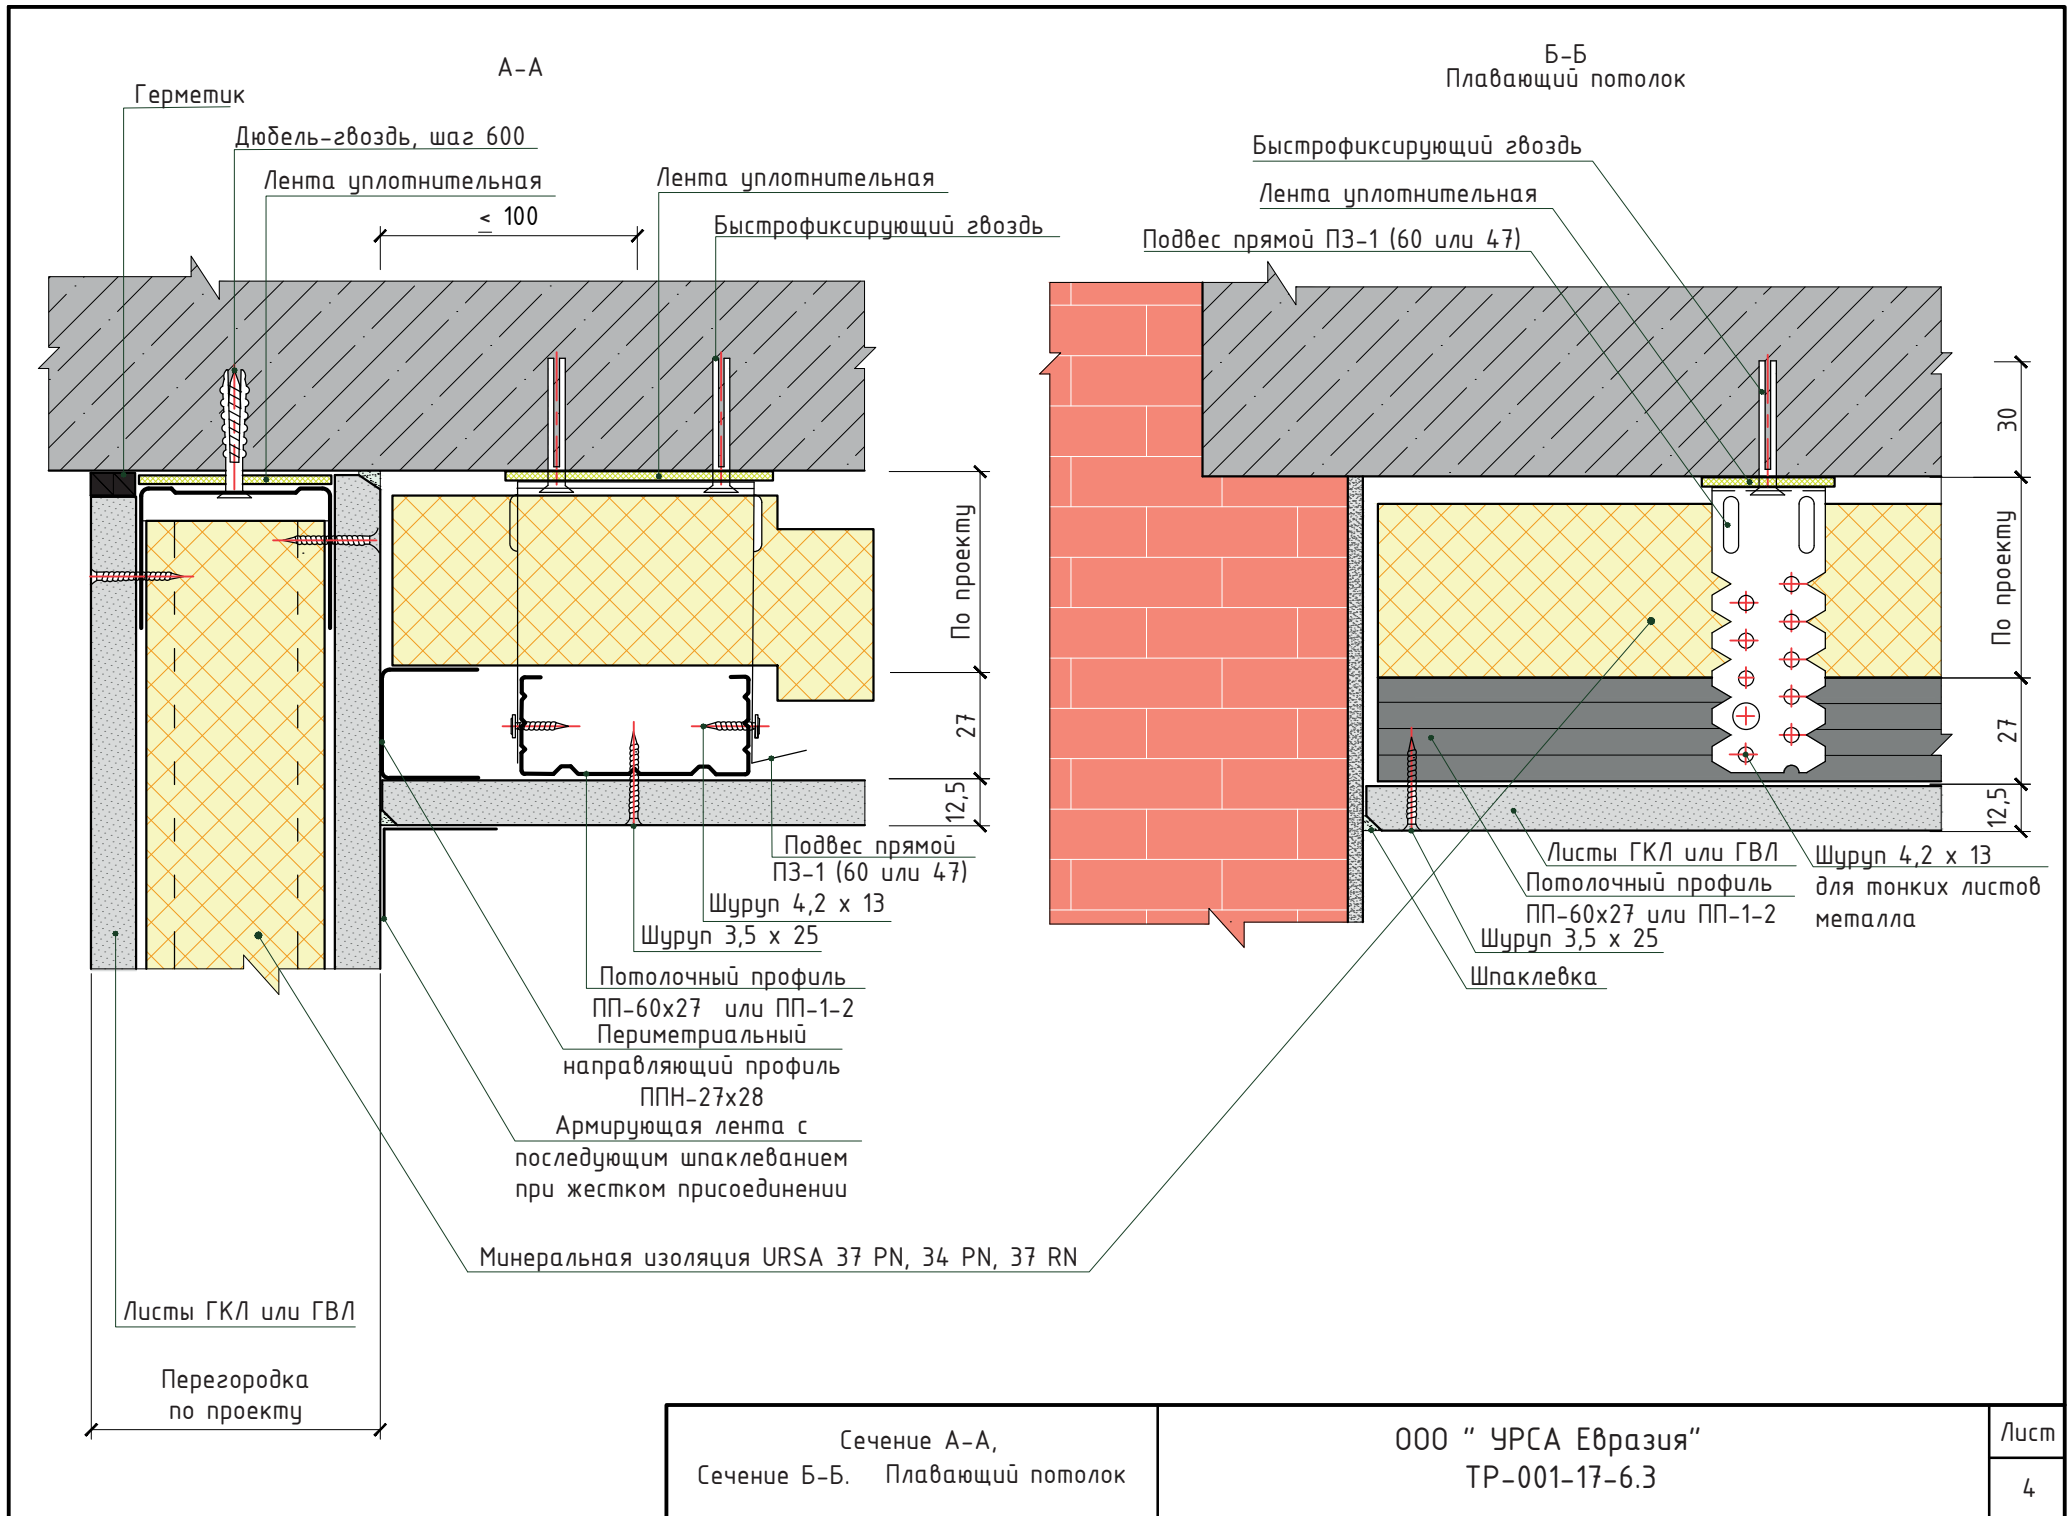 А-А
Герметик
Дюбель-гвоздь, шаг 600
Лента уплотнительная
≤ 100
Лента уплотнительная
Быстрофиксирующий гвоздь
По проекту
27
12,5
Подвес прямой
ПЗ-1 (60 или 47)
Шуруп 4,2 х 13
Шуруп 3,5 х 25
Потолочный профиль
ПП-60х27 или ПП-1-2
Периметриальный
направляющий профиль
ППН-27х28
Армирующая лента с
последующим шпаклеванием
при жестком присоединении
Минеральная изоляция URSA 37 PN, 34 PN, 37 RN
Листы ГКЛ или ГВЛ
Перегородка
по проекту
Б-Б
Плавающий потолок
Быстрофиксирующий гвоздь
Лента уплотнительная
Подвес прямой ПЗ-1 (60 или 47)
30
По проекту
27
12,5
Листы ГКЛ или ГВЛ
Потолочный профиль
ПП-60х27 или ПП-1-2
Шуруп 3,5 х 25
Шпаклевка
Шуруп 4,2 х 13
для тонких листов
металла
Сечение А-А,
Сечение Б-Б. Плавающий потолок
ООО " УРСА Евразия"
ТР-001-17-6.3
Лист
4